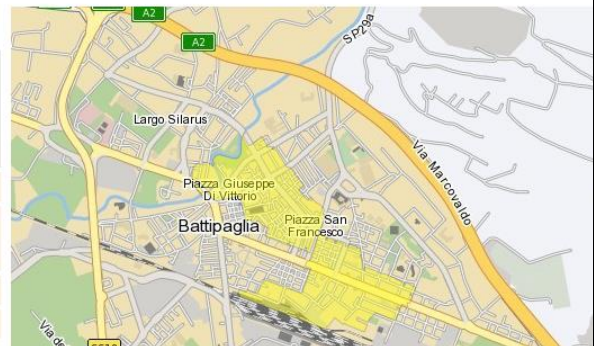 A2
A2
SP29a
Largo Silarus
Via Marcovaldo
Piazza Giuseppe
Di Vittorio
Piazza San
Francesco
Battipaglia